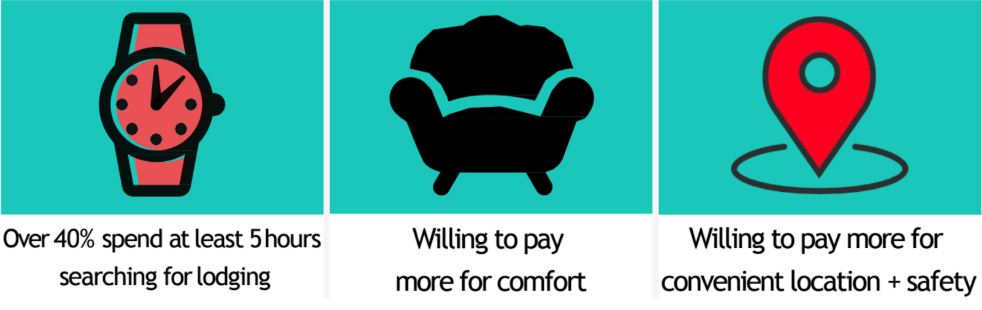 Over 40% spend at least 5 hours
searching for lodging
Willing to pay
more for comfort
Willing to pay more for
convenient location + safety